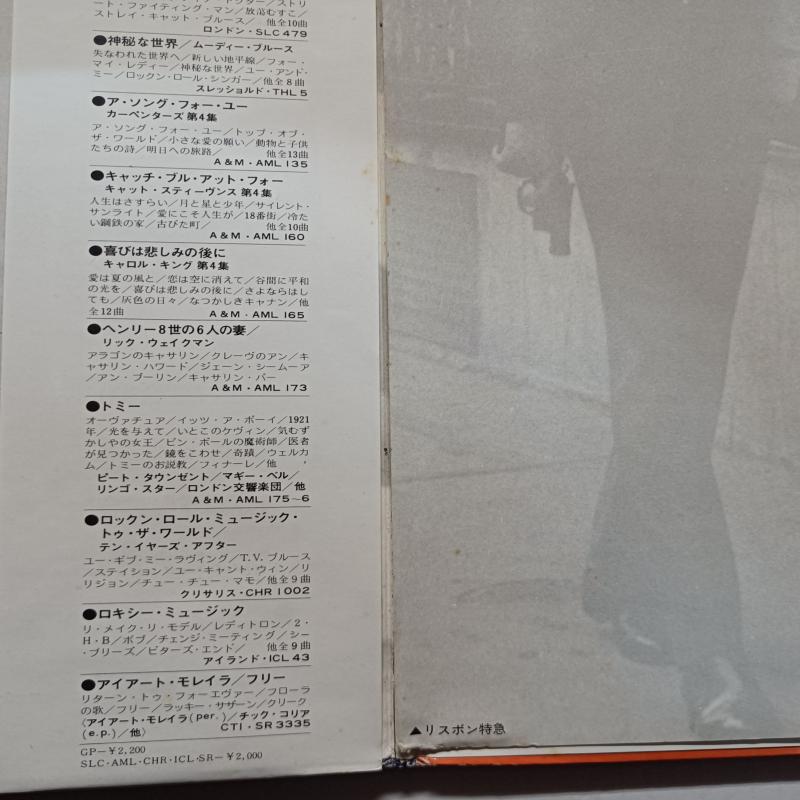 ート・ファイティング・マン／放蕩むすこ／
ストレイ・キャット・ブルース／ 他全10曲
ロンドン・SLC 479
●神秘な世界／ムーディー・ブルース
失なわれた世界へ／新しい地平線／フォー・
マイ・レディー／神秘な世界／ユー・アンド・
ミー／ロックン・ロール・シンガー／他全8曲
スレッショルド・THL 5
●ア・ソング・フォー・ユー
カーペンターズ 第4集
ア・ソング・フォー・ユー／トップ・オブ・
ザ・ワールド／小さな愛の願い／動物と子供
たちの詩／明日への旅路／ 他全13曲
A&M・AML 135
●キャッチ・ブル・アット・フォー
キャット・スティーヴンス 第4集
人生はさすらい／月と星と少年／サイレント・
サンライト／愛にこそ人生が／18番街／冷た
い鋼鉄の家／古びた町／ 他全10曲
A&M・AML 160
●喜びは悲しみの後に
キャロル・キング 第4集
愛は夏の風と／恋は空に消えて／谷間に平和
の光を／喜びは悲しみの後に／さよならはし
ても／灰色の日々／なつかしきキャナン／他
全12曲
A&M・AML 165
●ヘンリー8世の6人の妻／
リック・ウェイクマン
アラゴンのキャサリン／クレーヴのアン／キ
ャサリン・ハワード／ジェーン・シームーア
／アン・ブーリン／キャサリン・パー
A&M・AML 173
●トミー
オーヴァチュア／イッツ・ア・ボーイ／1921
年／光を与えて／いとこのケヴィン／気むず
かしやの女王／ピン・ボールの魔術師／医者
が見つかった／鏡をこわせ／奇蹟／ウェルカ
ム／トミーのお説教／フィナーレ／他
ピート・タウンゼント／マギー・ベル／
リンゴ・スター／ロンドン交響楽団／他
A&M・AML 175～6
●ロックン・ロール・ミュージック・
トゥ・ザ・ワールド／
テン・イヤーズ・アフター
ユー・ギブ・ミー・ラヴィング／T.V.ブルース
／ステイション／ユー・キャント・ウィン／リ
リジョン／チュー・チュー・マモ／他全9曲
クリサリス・CHR 1002
●ロキシー・ミュージック
リ・メイク・リ・モデル／レディトロン／2・
H・B／ボブ／チェンジ・ミーティング／シー
・ブリーズ／ビターズ・エンド／ 他全9曲
アイランド・ICL 43
●アイアート・モレイラ／フリー
リターン・トゥ・フォーエヴァー／フローラ
の歌／フリー／ラッキー・サザーン／クリーク
〈アイアート・モレイラ(per.)／チック・コリア
(e.p.)／他〉
CTI・SR 3335
GP－¥2,200
SLC・AML・CHR・ICL・SR－¥2,000
▲リスボン特急